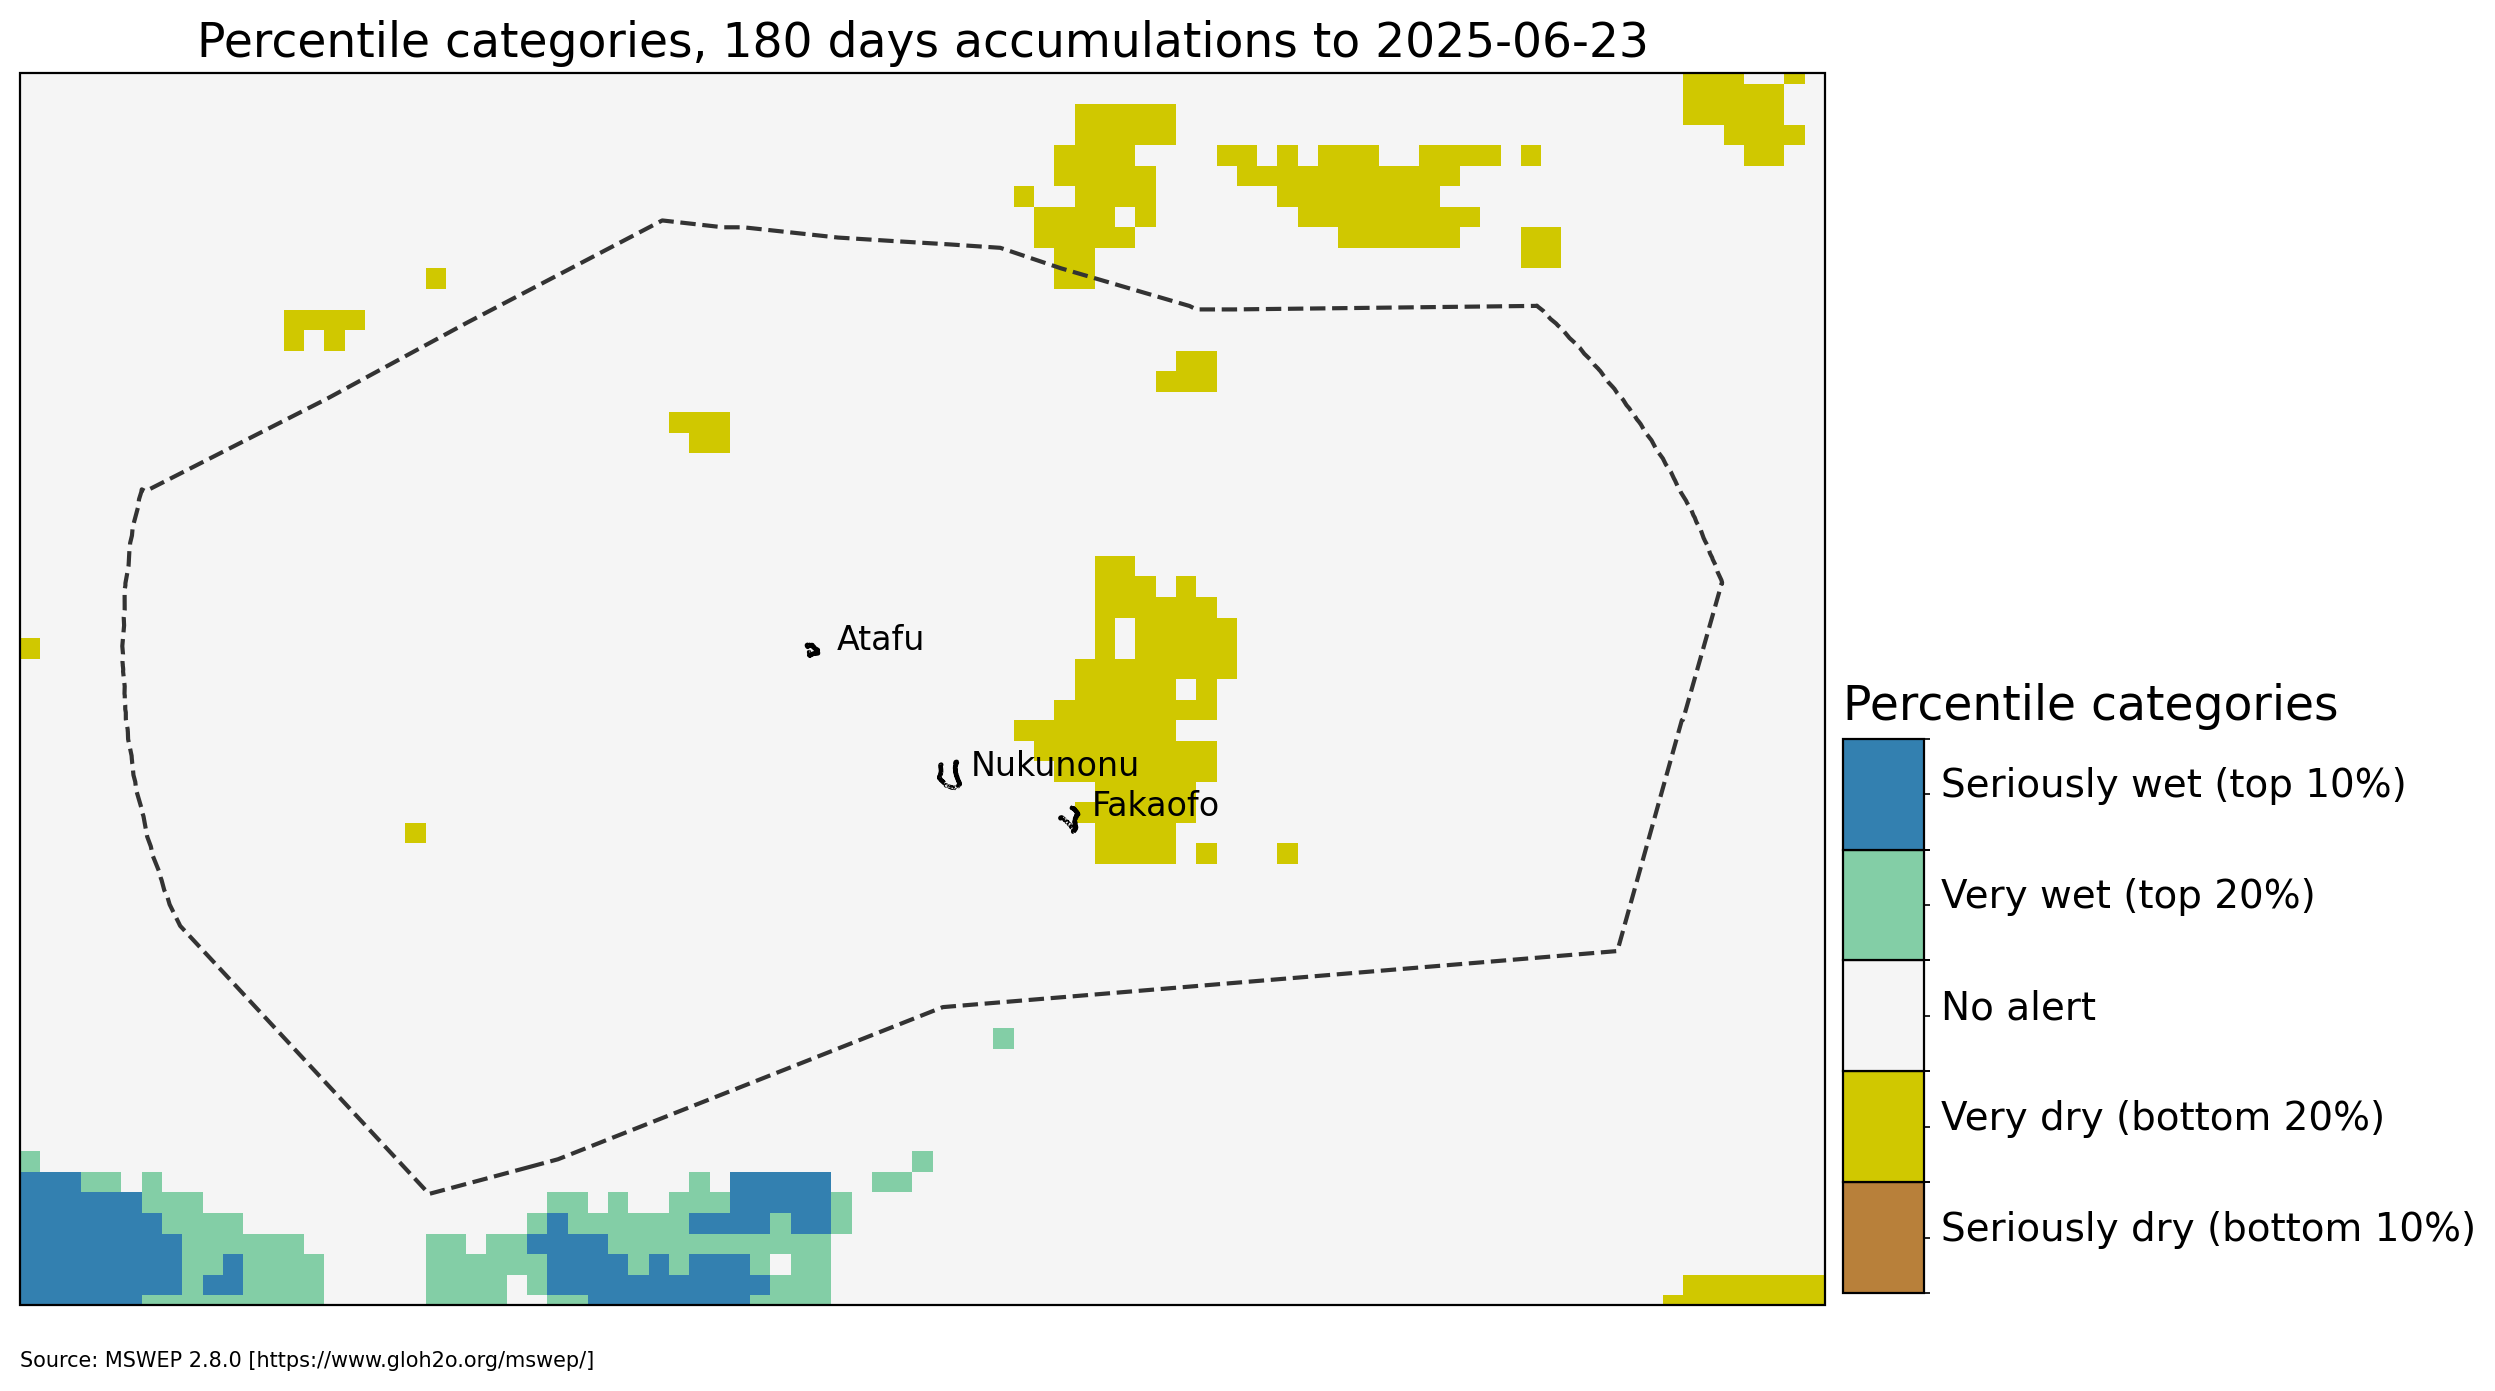 Percentile categories, 180 days accumulations to 2025-06-23
Atafu
Nukunonu
Fakaofo
Percentile categories
Seriously wet (top 10%)
Very wet (top 20%)
No alert
Very dry (bottom 20%)
Seriously dry (bottom 10%)
Source: MSWEP 2.8.0 [https://www.gloh2o.org/mswep/]